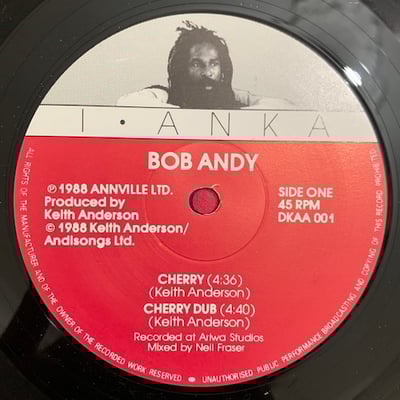 I • ANKA
BOB ANDY
℗ 1988 ANNVILLE LTD.
Produced by
Keith Anderson
© 1988 Keith Anderson/
Andisongs Ltd.
SIDE ONE
45 RPM
DKAA 001
CHERRY (4:36)
(Keith Anderson)
CHERRY DUB (4:40)
(Keith Anderson)
Recorded at Ariwa Studios
Mixed by Neil Fraser
ALL RIGHTS OF THE MANUFACTURER AND OF THE OWNER OF THE RECORDED WORK RESERVED • UNAUTHORISED PUBLIC PERFORMANCE BROADCASTING AND COPYING OF THIS RECORD PROHIBITED